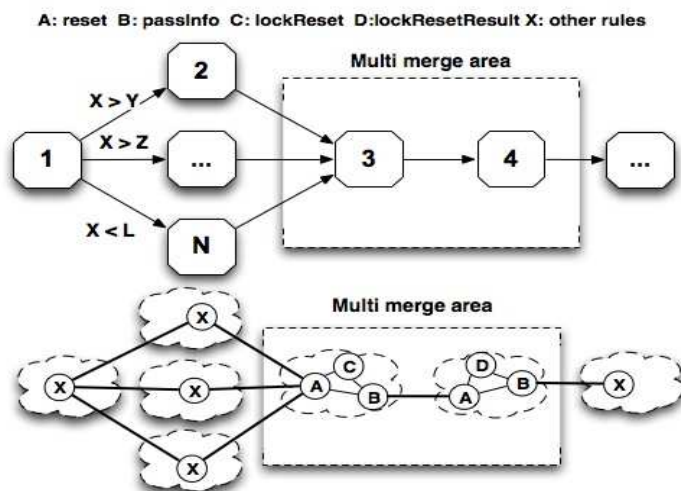 A: reset B: passInfo C: lockReset D:lockResetResult X: other rules
Multi merge area
2
X > Y
1
X > Z
...
3
4
...
X < L
N
Multi merge area
X
C
D
X
X
A
B
A
B
X
X